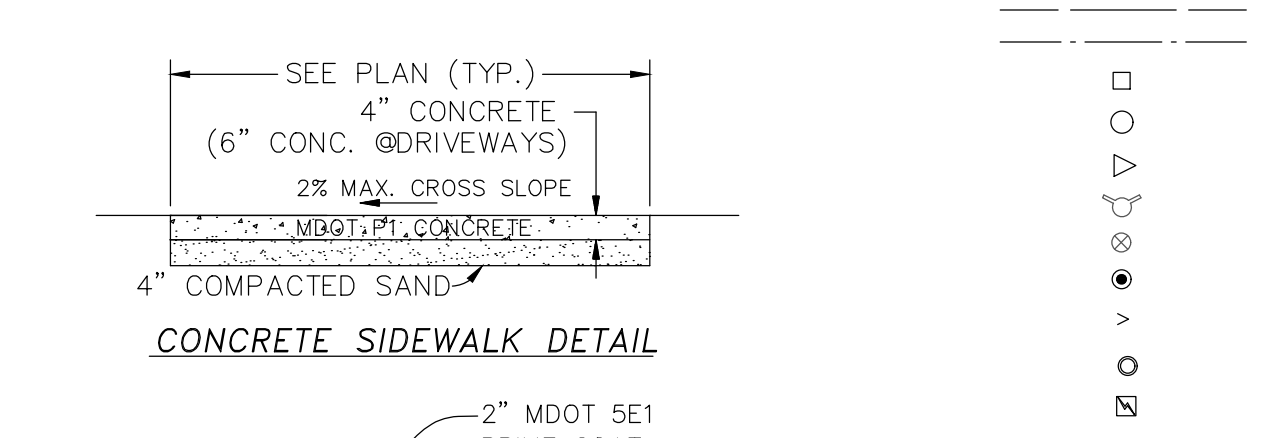 SEE PLAN (TYP.)
4” CONCRETE
(6” CONC. @DRIVEWAYS)
2% MAX. CROSS SLOPE
MDOT P1 CONCRETE
4” COMPACTED SAND
CONCRETE SIDEWALK DETAIL
2” MDOT 5E1